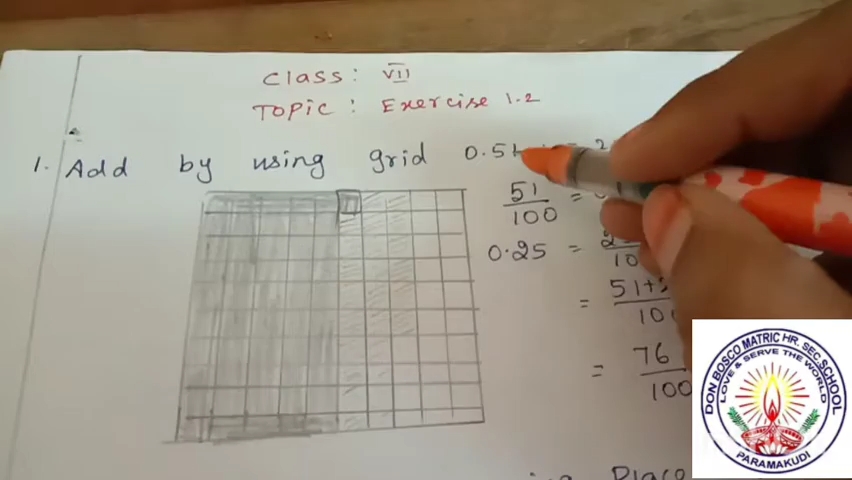 Class: VII
Topic : Exercise 1.2
1. Add by using grid 0.51
51/100 =
0.25 =
= 51+
= 76/100
DON BOSCO MATRIC HR. SEC. SCHOOL
LOVE & SERVE THE WORLD
PARAMAKUDI